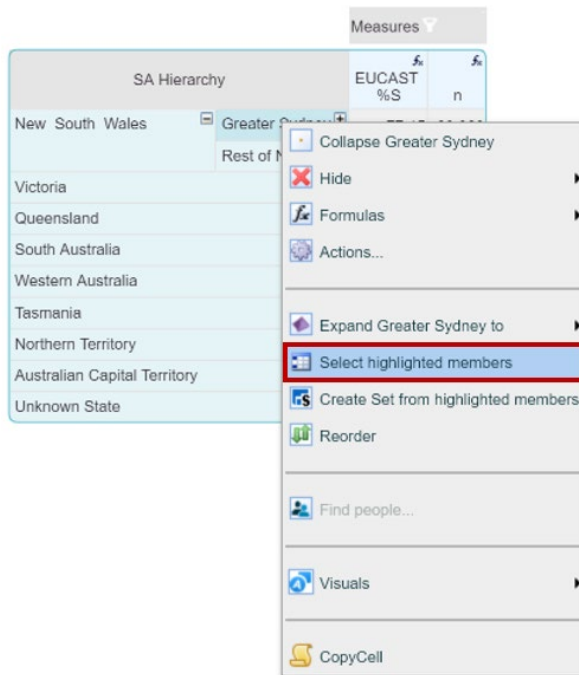 Measures
SA Hierarchy
EUCAST
%S
n
New South Wales
Greater
Rest of
Victoria
Queensland
South Australia
Western Australia
Tasmania
Northern Territory
Australian Capital Territory
Unknown State
Collapse Greater Sydney
Hide
Formulas
Actions...
Expand Greater Sydney to
Select highlighted members
Create Set from highlighted members
Reorder
Find people...
Visuals
CopyCell